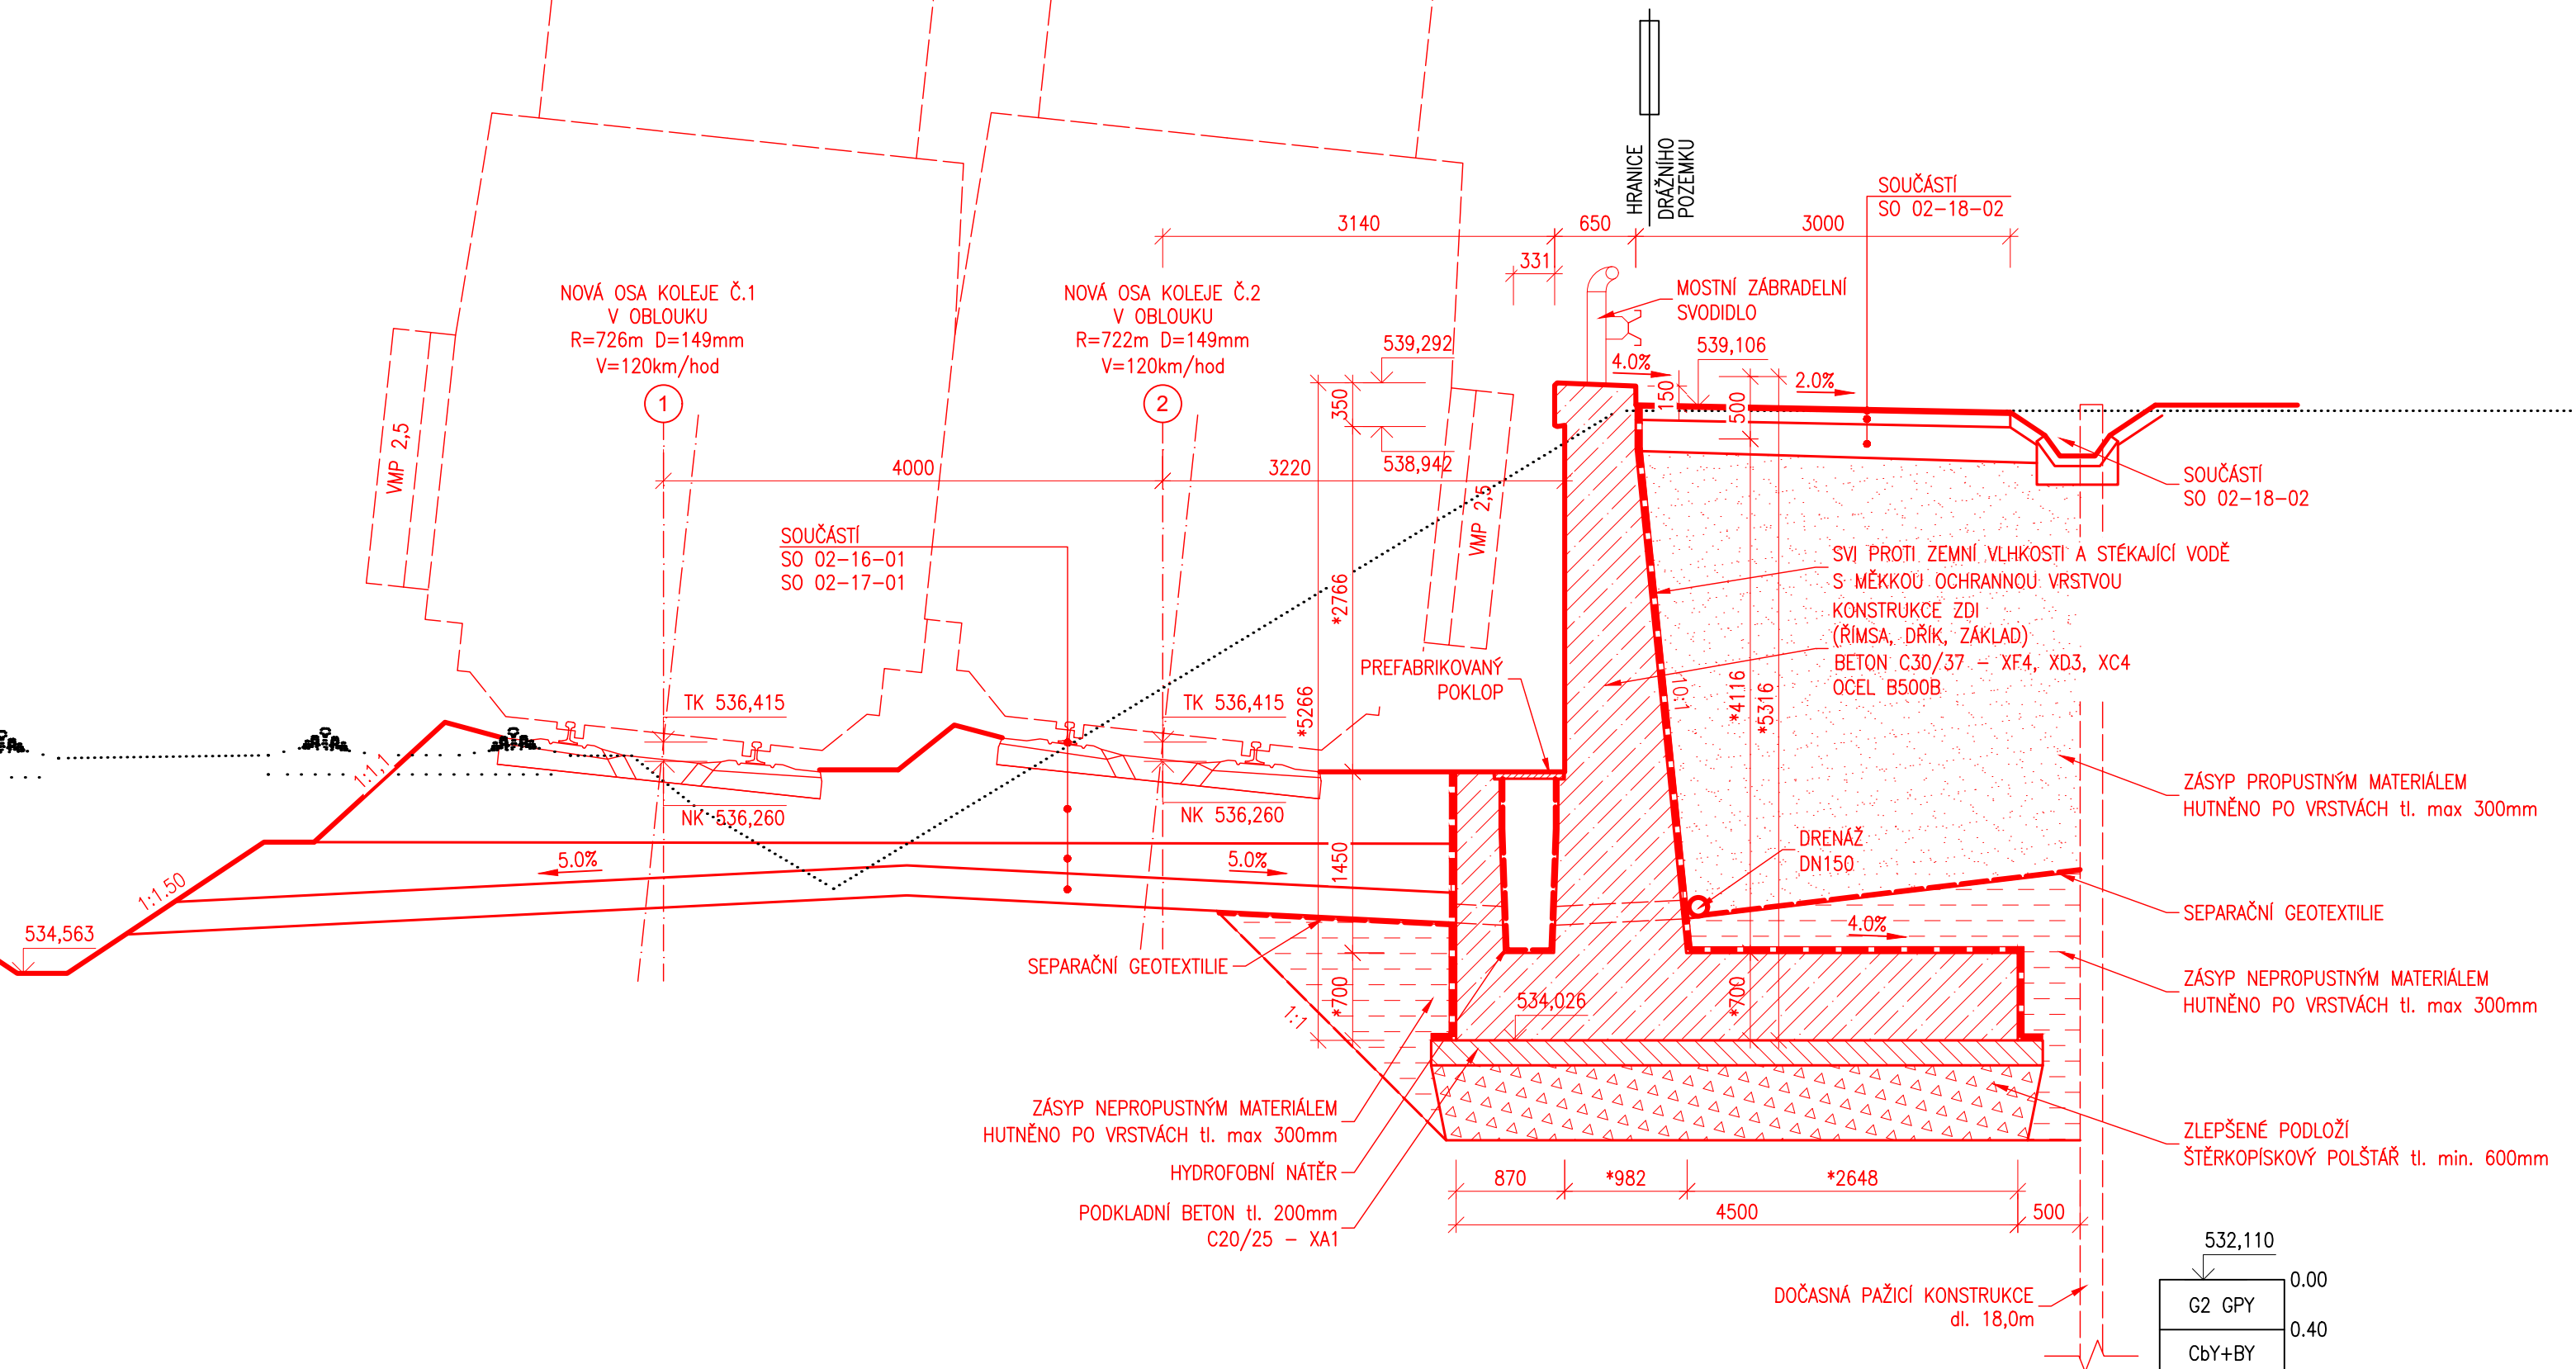 HRANICE
DRÁŽNÍHO
POZEMKU
SOUČÁSTÍ
SO 02-18-02
3140
650
3000
331
NOVÁ OSA KOLEJE Č.1
V OBLOUKU
R=726m D=149mm
V=120km/hod
1
NOVÁ OSA KOLEJE Č.2
V OBLOUKU
R=722m D=149mm
V=120km/hod
2
MOSTNÍ ZÁBRADELNÍ
SVODIDLO
539,292
4.0%
539,106
2.0%
350
150
500
538,942
VMP 2,5
4000
3220
VMP 2,5
SOUČÁSTÍ
SO 02-18-02
SOUČÁSTÍ
SO 02-16-01
SO 02-17-01
*2766
*5266
SVI PROTI ZEMNÍ VLHKOSTI A STÉKAJÍCÍ VODĚ
S MĚKKOU OCHRANNOU VRSTVOU
KONSTRUKCE ZDI
(ŘÍMSA, DŘÍK, ZÁKLAD)
BETON C30/37 - XF4, XD3, XC4
OCEL B500B
PREFABRIKOVANÝ
POKLOP
10:1
*4116
*5316
TK 536,415
TK 536,415
NK 536,260
NK 536,260
1:1,1
1:1.50
534,563
5.0%
5.0%
1450
DRENÁŽ
DN150
ZÁSYP PROPUSTNÝM MATERIÁLEM
HUTNĚNO PO VRSTVÁCH tl. max 300mm
SEPARAČNÍ GEOTEXTILIE
4.0%
SEPARAČNÍ GEOTEXTILIE
ZÁSYP NEPROPUSTNÝM MATERIÁLEM
HUTNĚNO PO VRSTVÁCH tl. max 300mm
*700
534,026
*700
1:1
ZÁSYP NEPROPUSTNÝM MATERIÁLEM
HUTNĚNO PO VRSTVÁCH tl. max 300mm
HYDROFOBNÍ NÁTĚR
PODKLADNÍ BETON tl. 200mm
C20/25 - XA1
ZLEPŠENÉ PODLOŽÍ
ŠTĚRKOPÍSKOVÝ POLŠTÁŘ tl. min. 600mm
870
*982
*2648
4500
500
DOČASNÁ PAŽICÍ KONSTRUKCE
dl. 18,0m
532,110
0.00
G2 GPY
0.40
CbY+BY